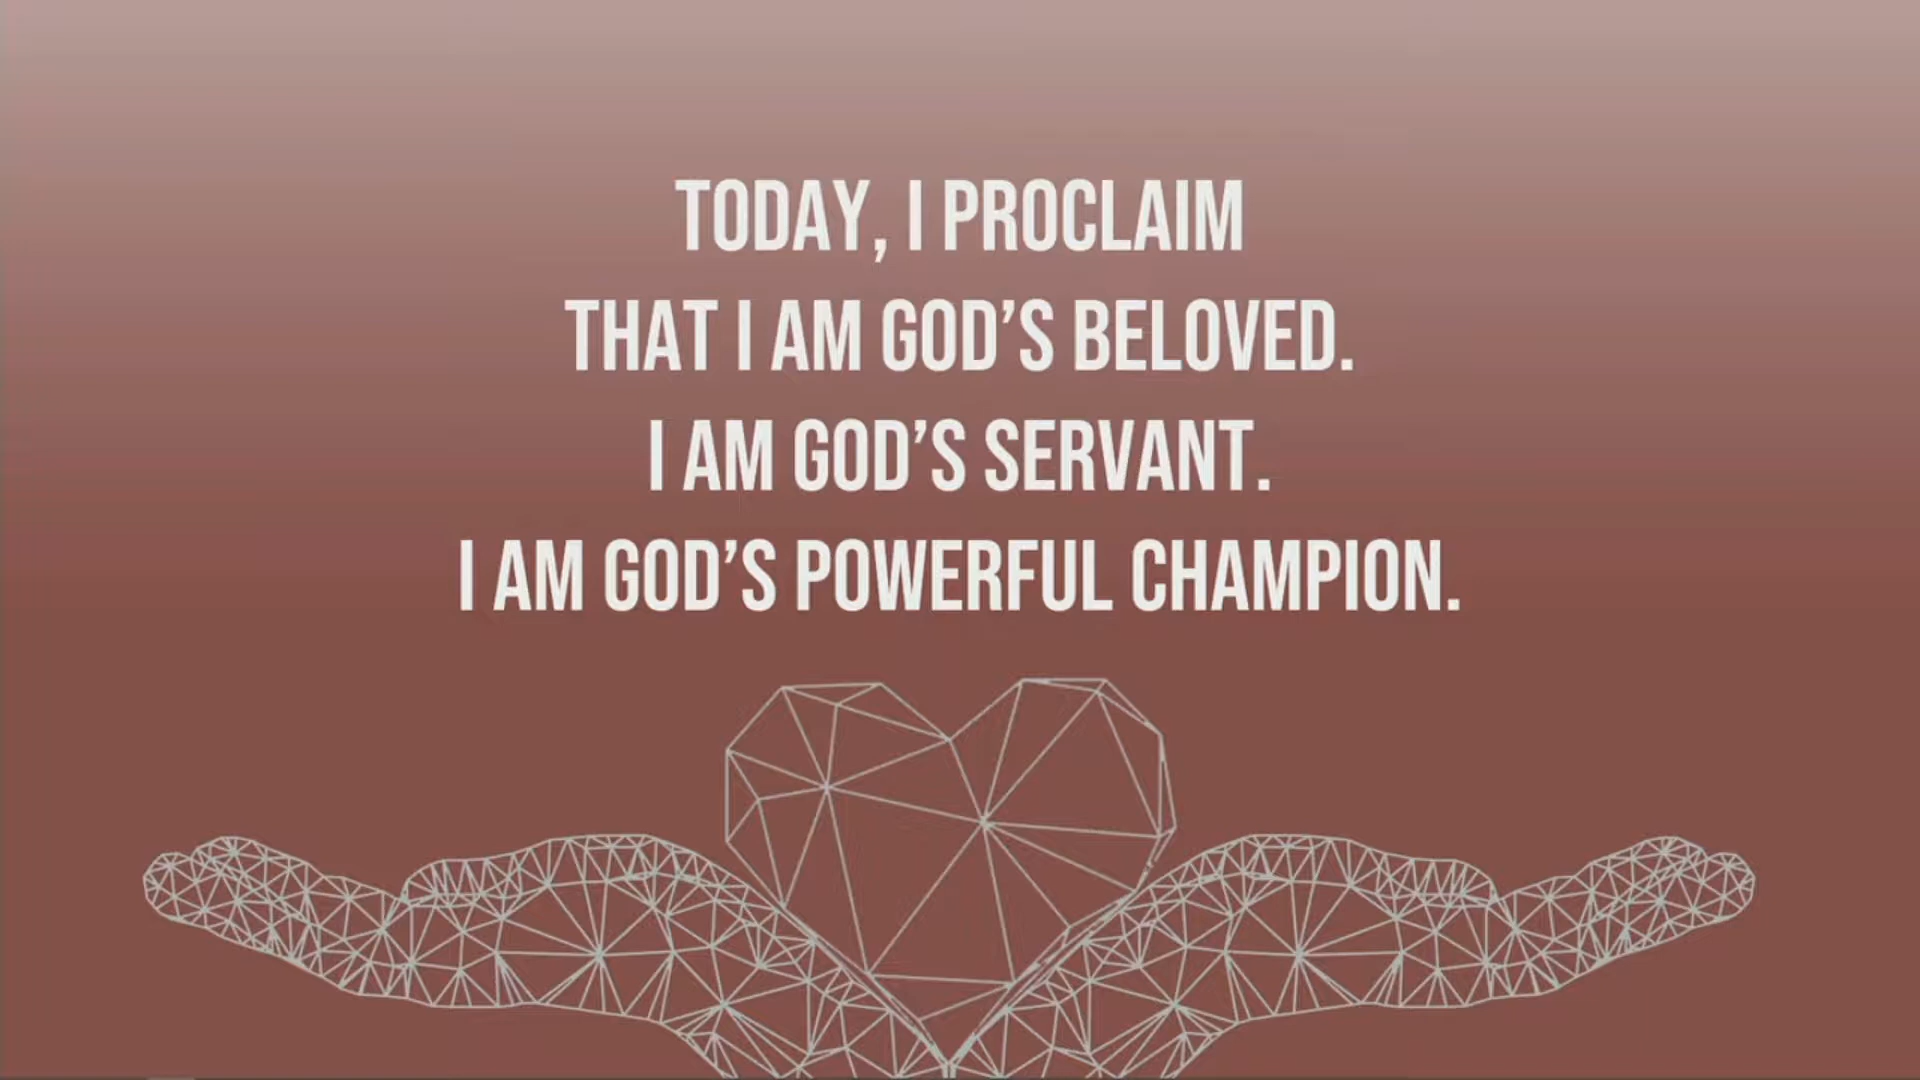 TODAY, I PROCLAIM
THAT I AM GOD’S BELOVED.
I AM GOD’S SERVANT.
I AM GOD’S POWERFUL CHAMPION.